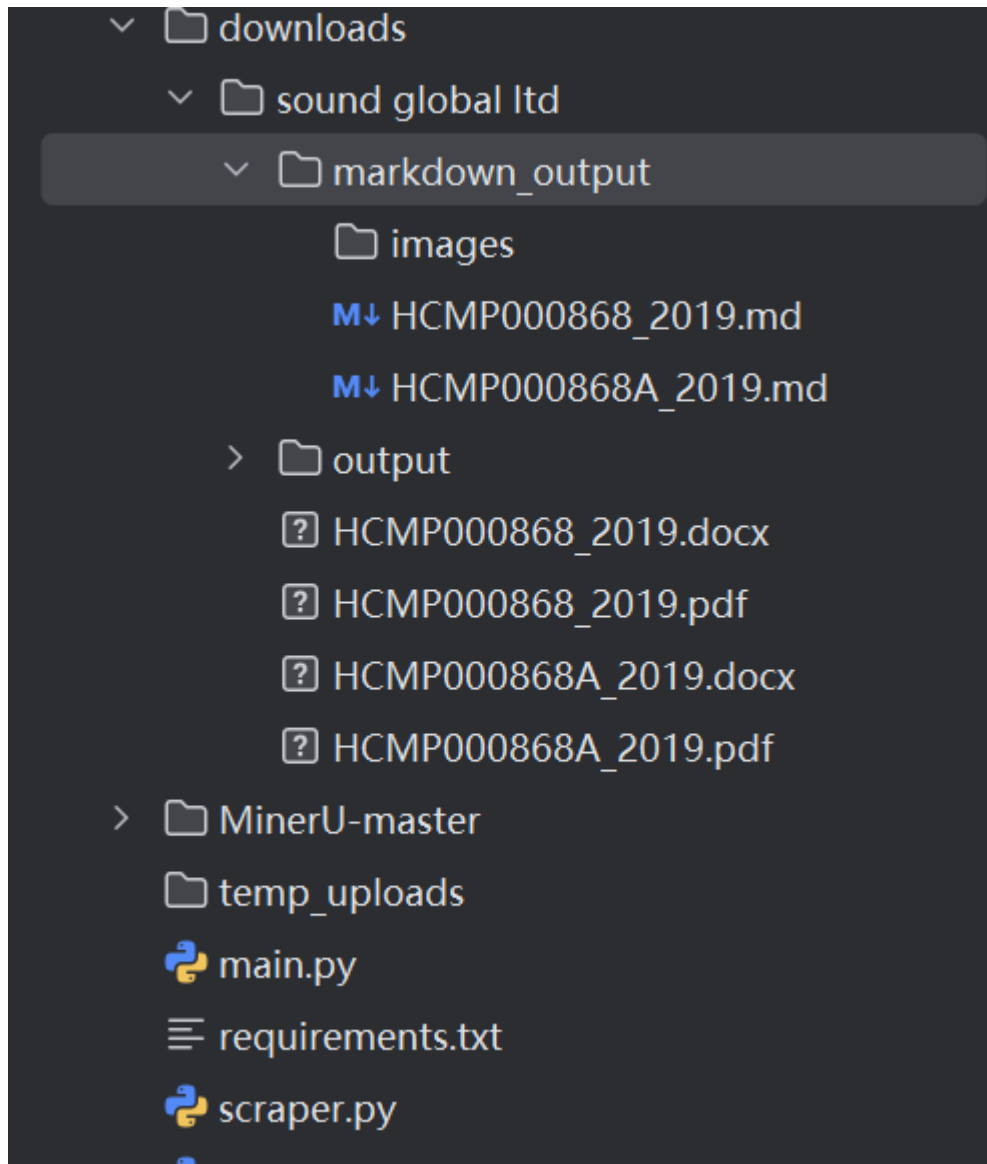 downloads
sound global ltd
markdown_output
images
M↓ HCMP000868_2019.md
M↓ HCMP000868A_2019.md
output
HCMP000868_2019.docx
HCMP000868_2019.pdf
HCMP000868A_2019.docx
HCMP000868A_2019.pdf
MinerU-master
temp_uploads
main.py
requirements.txt
scraper.py